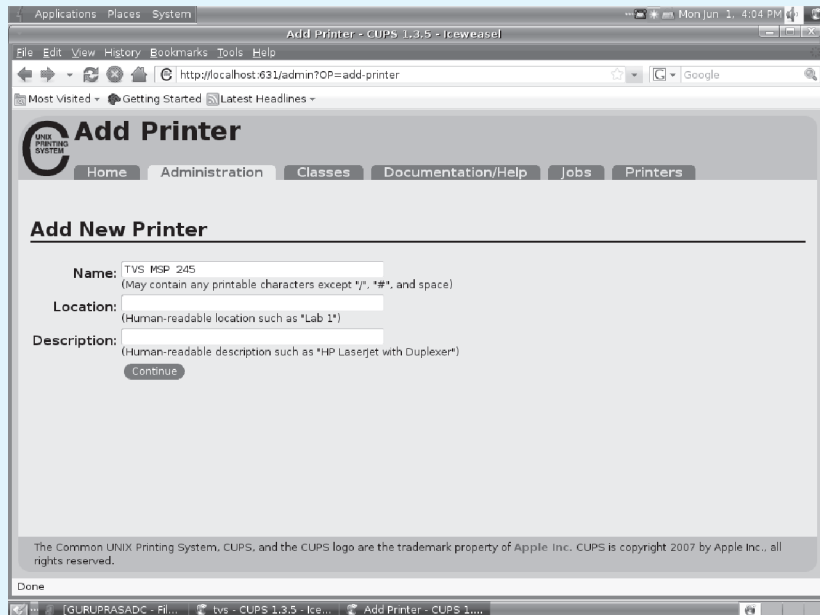 Applications Places System
Mon Jun 1, 4:04 PM
Add Printer - CUPS 1.3.5 - Iceweasel
File Edit View History Bookmarks Tools Help
http://localhost:631/admin?OP=add-printer
Google
Most Visited Getting Started Latest Headlines
UNIX PRINTING SYSTEM
Add Printer
Home Administration Classes Documentation/Help Jobs Printers
Add New Printer
Name: TVS MSP 245
(May contain any printable characters except "/", "#", and space)
Location:
(Human-readable location such as "Lab 1")
Description:
(Human-readable description such as "HP LaserJet with Duplexer")
Continue
The Common UNIX Printing System, CUPS, and the CUPS logo are the trademark property of Apple Inc. CUPS is copyright 2007 by Apple Inc., all
rights reserved.
Done
[GURUPRASADC - Fil... tvs - CUPS 1.3.5 - Ice... Add Printer - CUPS 1....